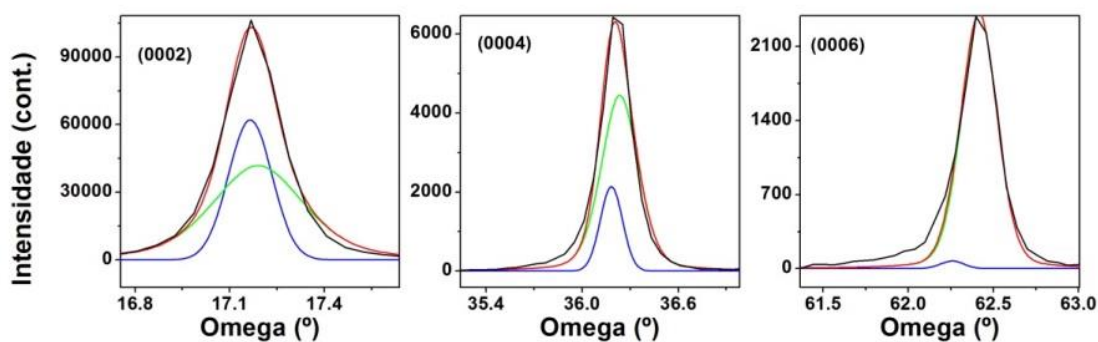 Intensidade (cont.)
(0002)
90000
60000
30000
0
16.8 17.1 17.4
Omega (º)
(0004)
6000
4000
2000
0
35.4 36.0 36.6
Omega (º)
(0006)
2100
1400
700
0
61.5 62.0 62.5 63.0
Omega (º)